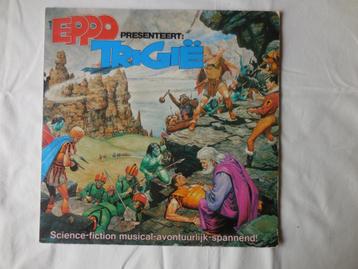 EPPO
PRESENTEERT:
TRiGiË
Science-fiction musical-avontuurlijk-spannend!